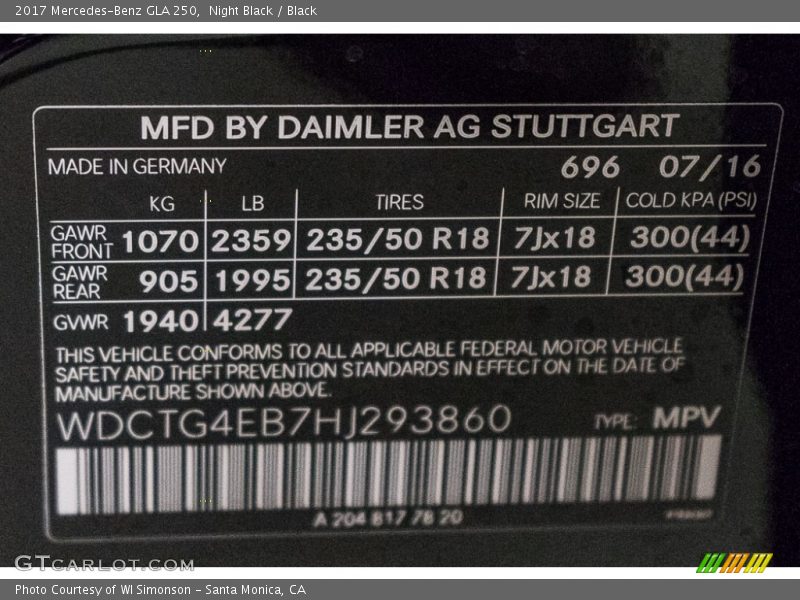 2017 Mercedes-Benz GLA 250, Night Black / Black
MFD BY DAIMLER AG STUTTGART
MADE IN GERMANY 696 07/16
KG LB TIRES RIM SIZE COLD KPA (PSI)
GAWR FRONT 1070 2359 235/50 R18 7Jx18 300(44)
GAWR REAR 905 1995 235/50 R18 7Jx18 300(44)
GVWR 1940 4277
THIS VEHICLE CONFORMS TO ALL APPLICABLE FEDERAL MOTOR VEHICLE
SAFETY AND THEFT PREVENTION STANDARDS IN EFFECT ON THE DATE OF
MANUFACTURE SHOWN ABOVE.
WDCTG4EB7HJ293860 TYPE: MPV
A 204 817 78 20
GTCARLOT.COM
Photo Courtesy of WI Simonson - Santa Monica, CA